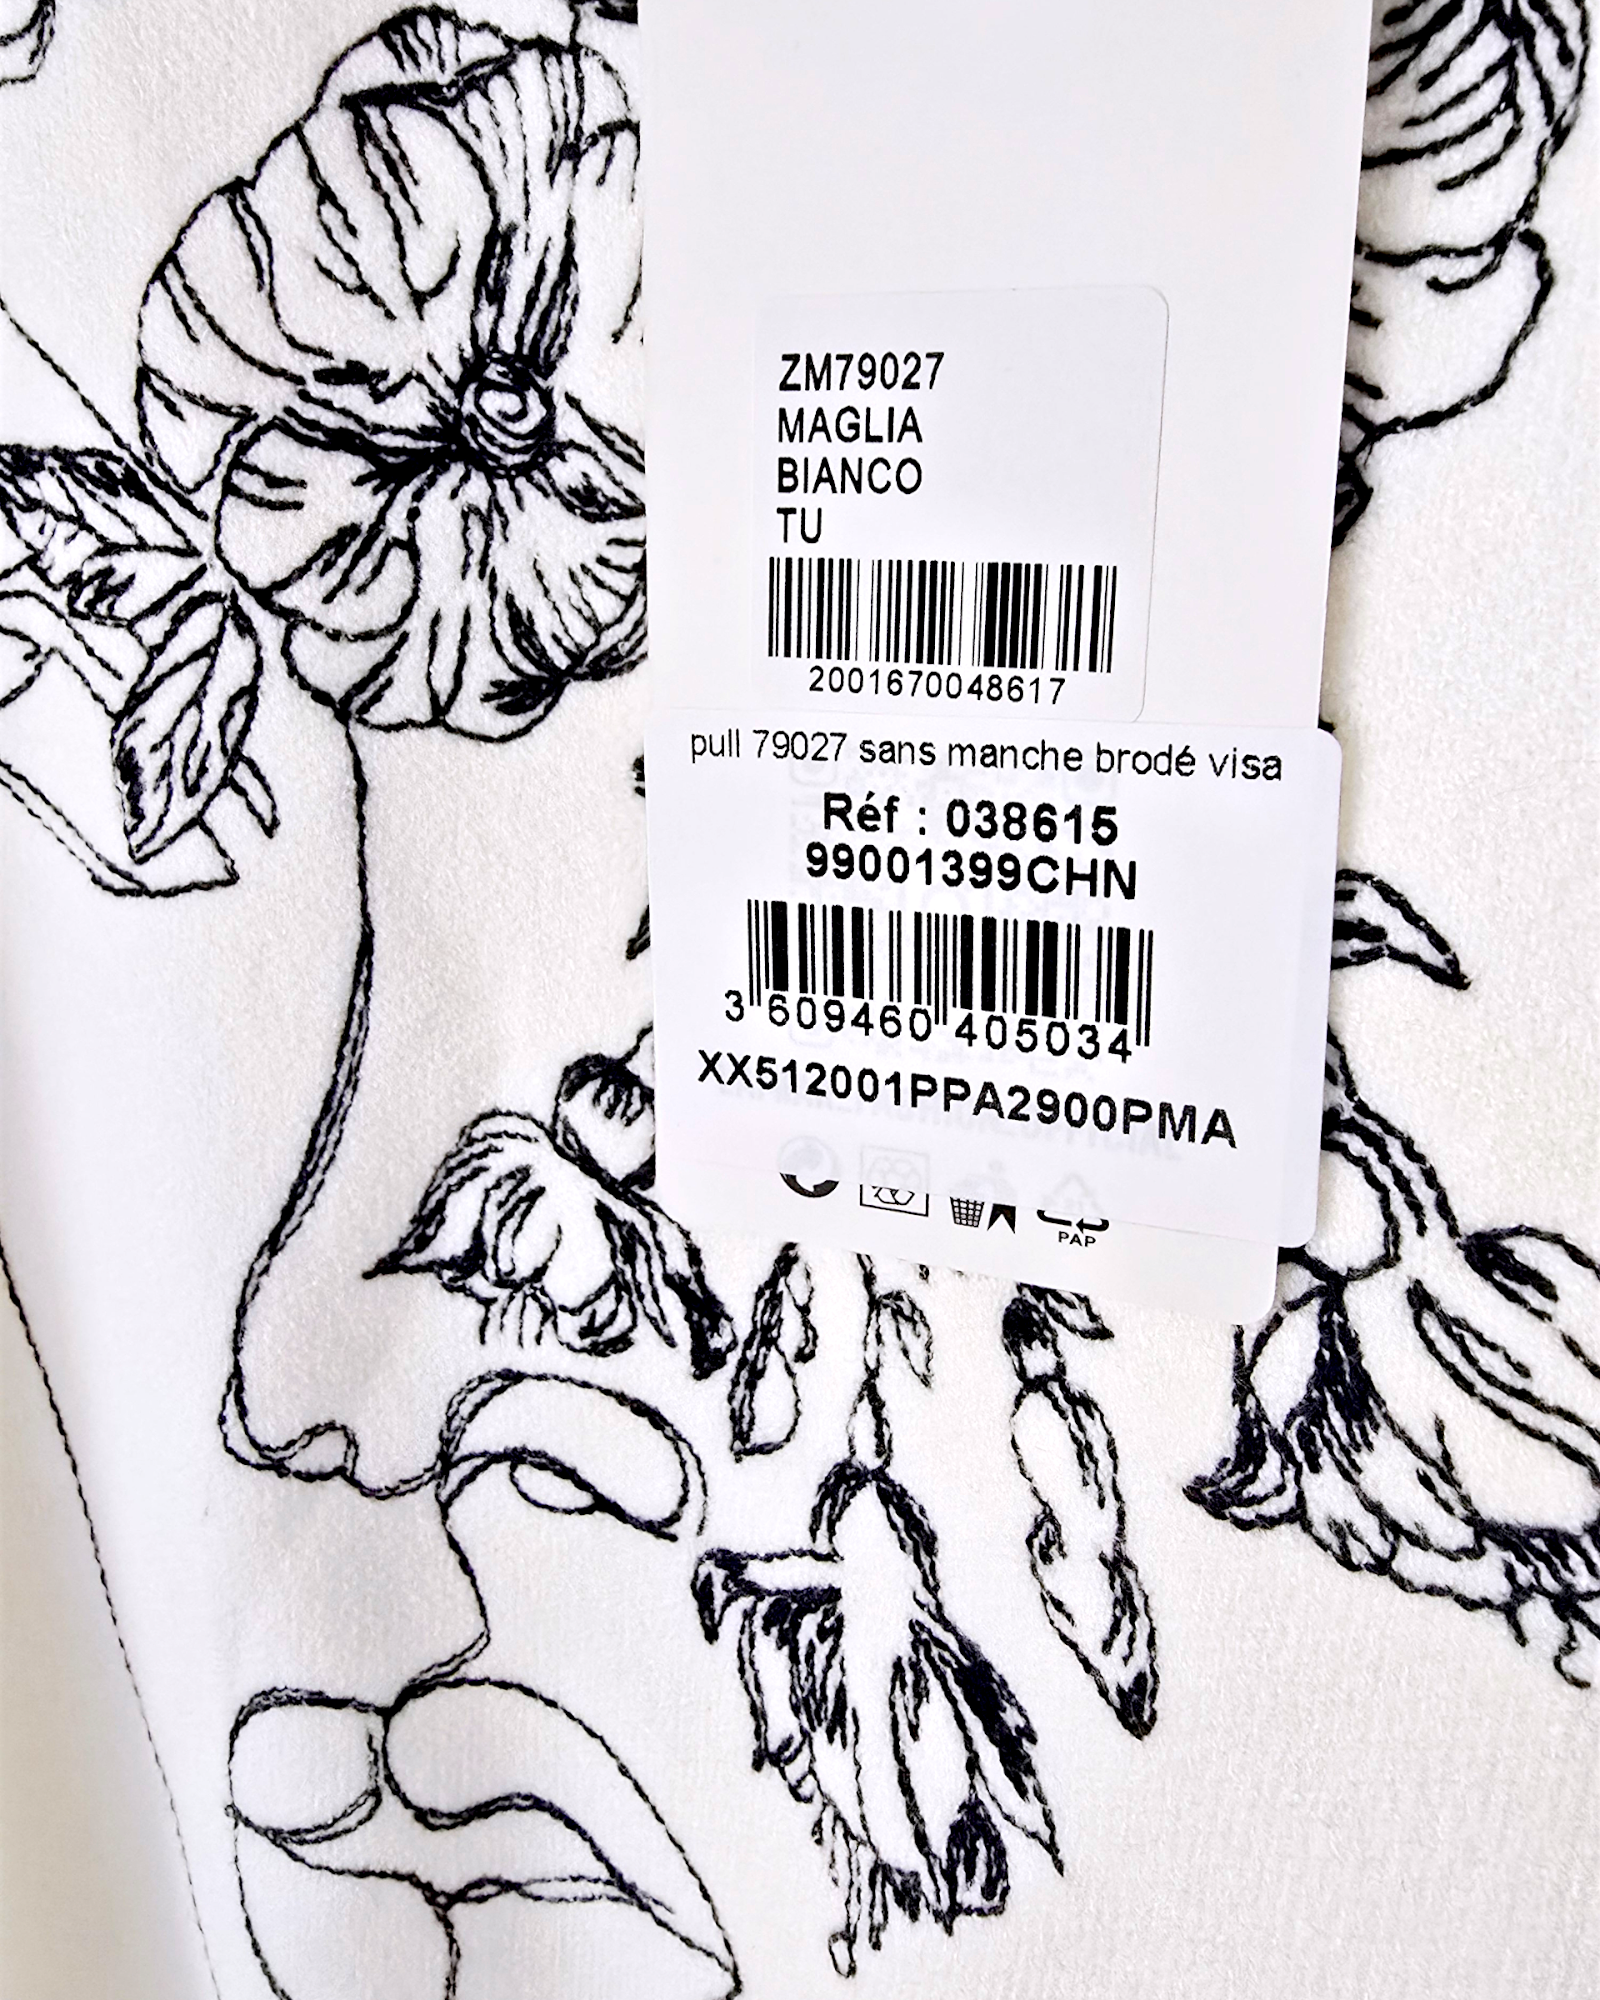 ZM79027
MAGLIA
BIANCO
TU
2001670048617
pull 79027 sans manche brodé visa
Réf : 038615
99001399CHN
3 609460 405034
XX512001PPA2900PMA
PAP